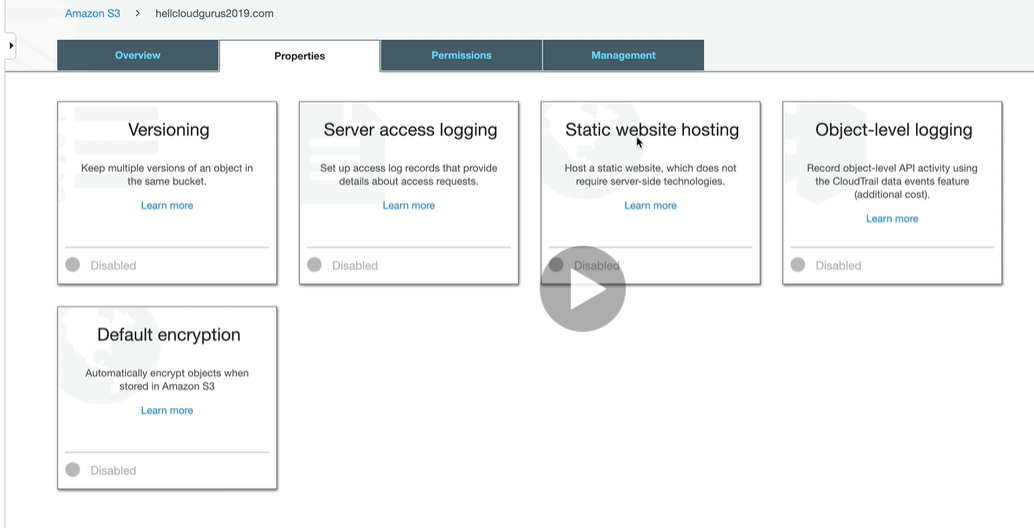 Amazon S3 > hellcloudgurus2019.com
Overview
Properties
Permissions
Management
Versioning
Keep multiple versions of an object in
the same bucket.
Learn more
Disabled
Server access logging
Set up access log records that provide
details about access requests.
Learn more
Disabled
Static website hosting
Host a static website, which does not
require server-side technologies.
Learn more
Disabled
Object-level logging
Record object-level API activity using
the CloudTrail data events feature
(additional cost).
Learn more
Disabled
Default encryption
Automatically encrypt objects when
stored in Amazon S3
Learn more
Disabled